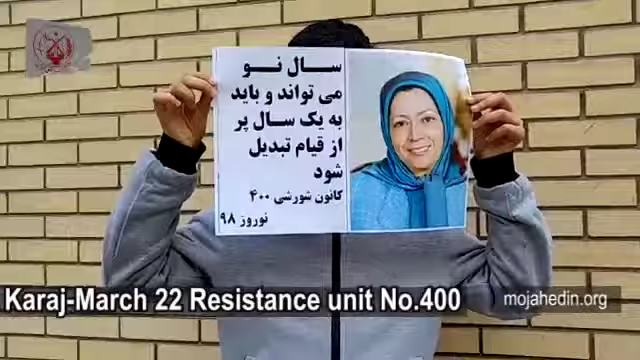 سال نو
می تواند و باید
به یک سال پر
از قیام تبدیل
شود
کانون شورشی ۴۰۰
نوروز ۹۸
Karaj-March 22 Resistance unit No.400
mojahedin.org